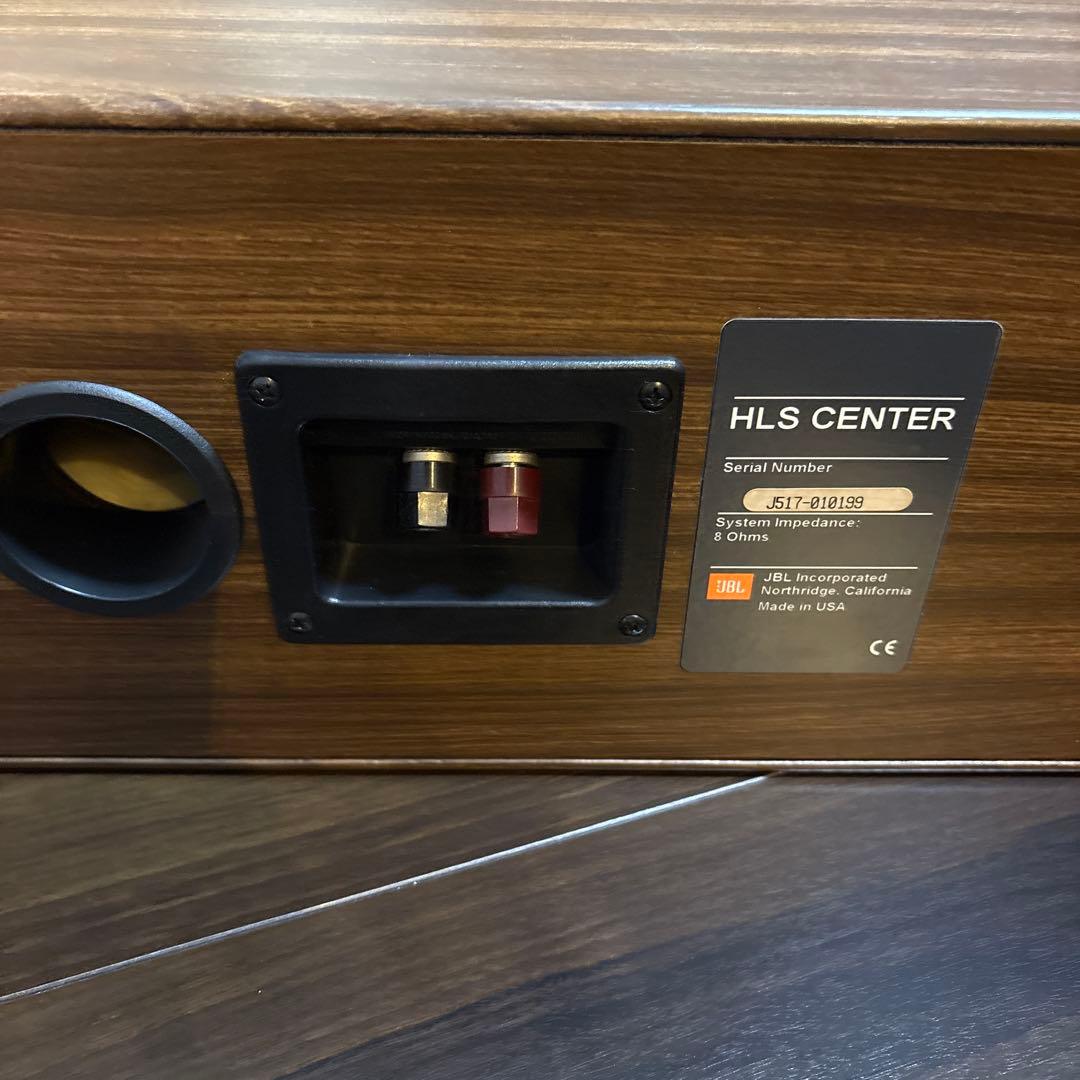 HLS CENTER
Serial Number
J517-010199
System Impedance:
8 Ohms
JBL
JBL Incorporated
Northridge, California
Made in USA
CE